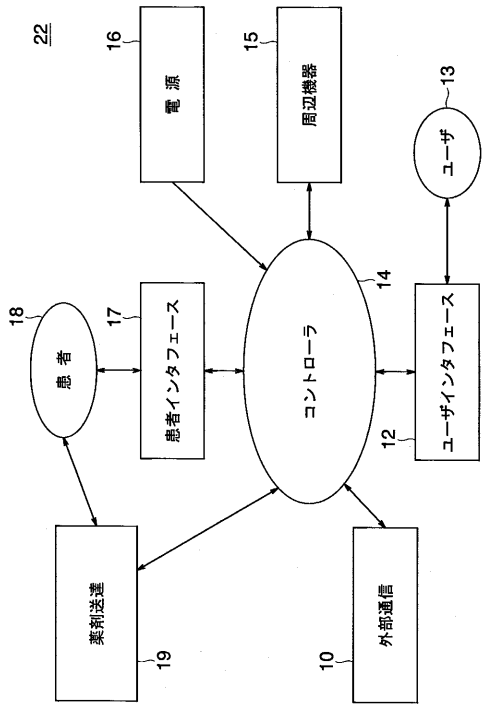 22
薬剤送達
19
患 者
18
患者インタフェース
17
電 源
16
周辺機器
15
コントローラ
14
外部通信
10
ユーザインタフェース
12
ユーザ
13